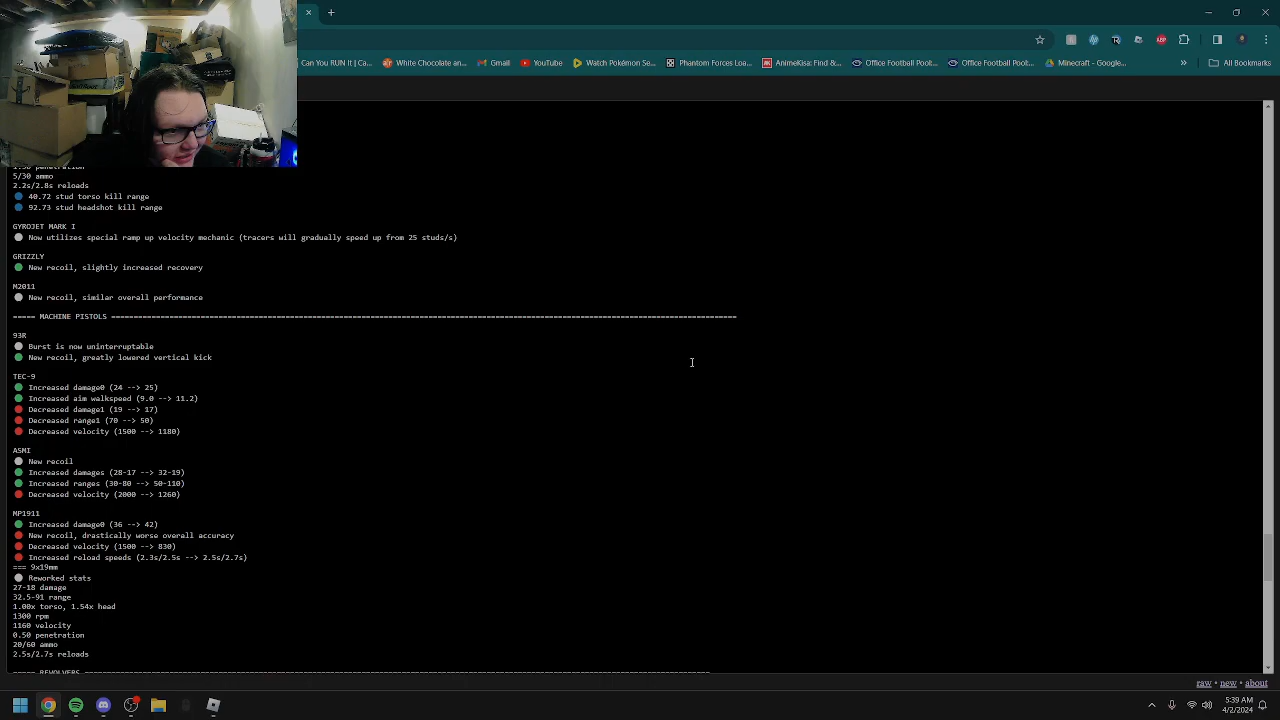 Can You RUN It | Ca...
White Chocolate an...
Gmail
YouTube
Watch Pokémon Se...
Phantom Forces Loa...
AnimeKisa: Find &...
Office Football Poot...
Office Football Poot...
Minecraft - Google...
All Bookmarks
penetration
5/30 ammo
2.2s/2.8s reloads
40.72 stud torso kill range
92.73 stud headshot kill range
GYROJET MARK I
Now utilizes special ramp up velocity mechanic (tracers will gradually speed up from 25 studs/s)
GRIZZLY
New recoil, slightly increased recovery
M2011
New recoil, similar overall performance
===== MACHINE PISTOLS =====================================================================================================================================
93R
Burst is now uninterruptable
New recoil, greatly lowered vertical kick
TEC-9
Increased damage0 (24 --> 25)
Increased aim walkspeed (9.0 --> 11.2)
Decreased damage1 (19 --> 17)
Decreased range1 (70 --> 50)
Decreased velocity (1500 --> 1180)
ASMI
New recoil
Increased damages (28-17 --> 32-19)
Increased ranges (30-80 --> 50-110)
Decreased velocity (2000 --> 1260)
MP1911
Increased damage0 (36 --> 42)
New recoil, drastically worse overall accuracy
Decreased velocity (1500 --> 830)
Increased reload speeds (2.3s/2.5s --> 2.5s/2.7s)
=== 9x19mm
Reworked stats
27-18 damage
32.5-91 range
1.00x torso, 1.54x head
1300 rpm
1160 velocity
0.50 penetration
20/60 ammo
2.5s/2.7s reloads
===== REVOLVERS =====================================================================================================================================
raw • new • about
5:39 AM
4/2/2024